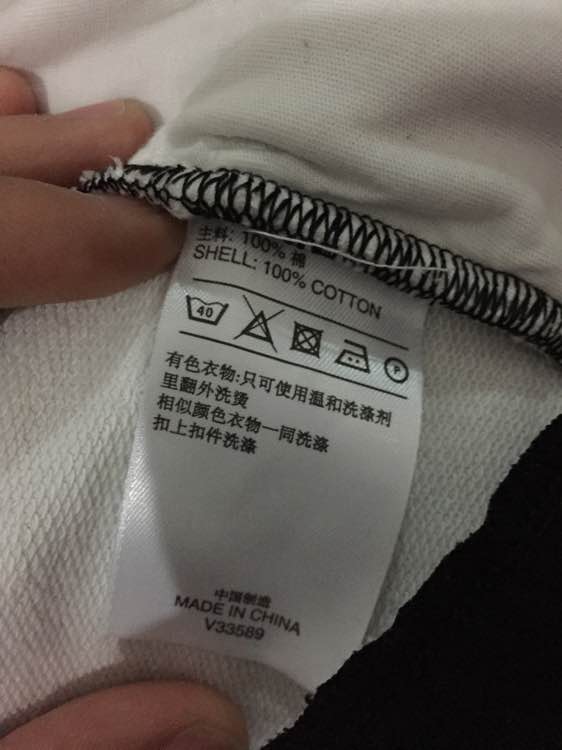 主料: 100% 棉
SHELL: 100% COTTON
40
P
有色衣物:只可使用温和洗涤剂
里翻外洗烫
相似颜色衣物一同洗涤
扣上扣件洗涤
中国制造
MADE IN CHINA
V33589